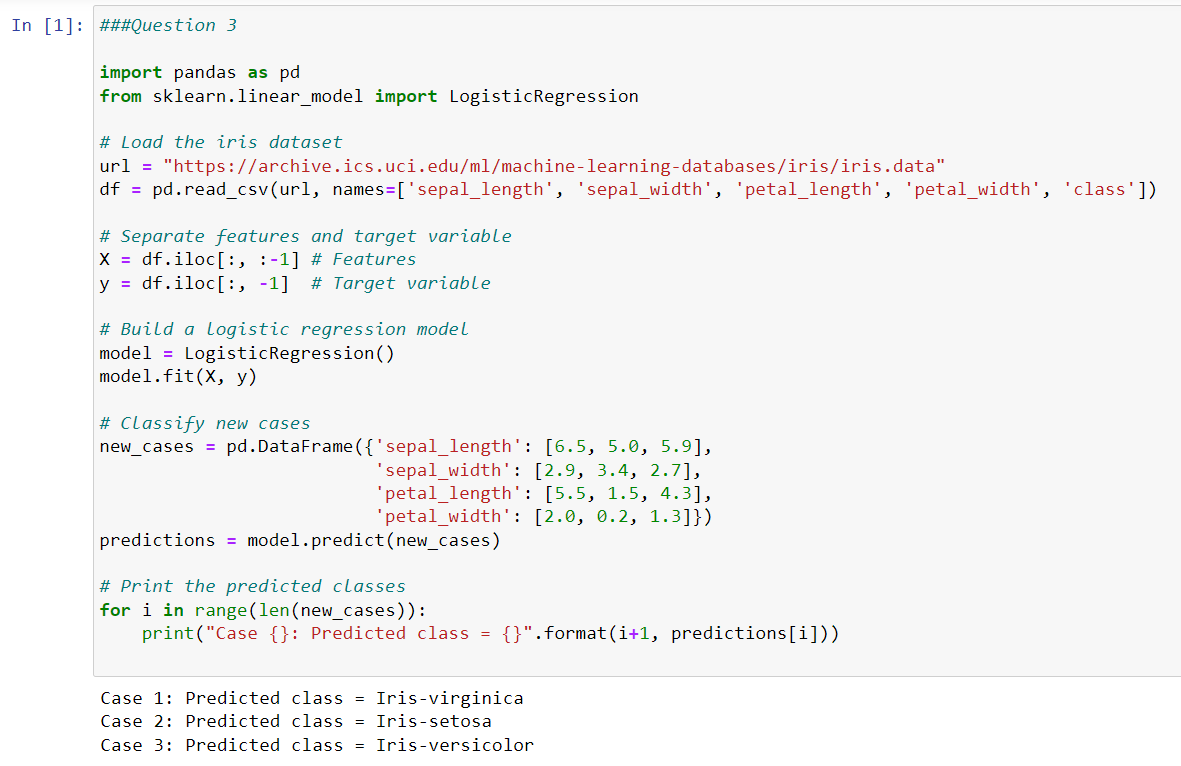 In [1]: ###Question 3
import pandas as pd
from sklearn.linear_model import LogisticRegression
# Load the iris dataset
url = "https://archive.ics.uci.edu/ml/machine-learning-databases/iris/iris.data"
df = pd.read_csv(url, names=['sepal_length', 'sepal_width', 'petal_length', 'petal_width', 'class'])
# Separate features and target variable
X = df.iloc[:, :-1] # Features
y = df.iloc[:, -1]  # Target variable
# Build a logistic regression model
model = LogisticRegression()
model.fit(X, y)
# Classify new cases
new_cases = pd.DataFrame({'sepal_length': [6.5, 5.0, 5.9],
                          'sepal_width': [2.9, 3.4, 2.7],
                          'petal_length': [5.5, 1.5, 4.3],
                          'petal_width': [2.0, 0.2, 1.3]})
predictions = model.predict(new_cases)
# Print the predicted classes
for i in range(len(new_cases)):
    print("Case {}: Predicted class = {}".format(i+1, predictions[i]))
Case 1: Predicted class = Iris-virginica
Case 2: Predicted class = Iris-setosa
Case 3: Predicted class = Iris-versicolor